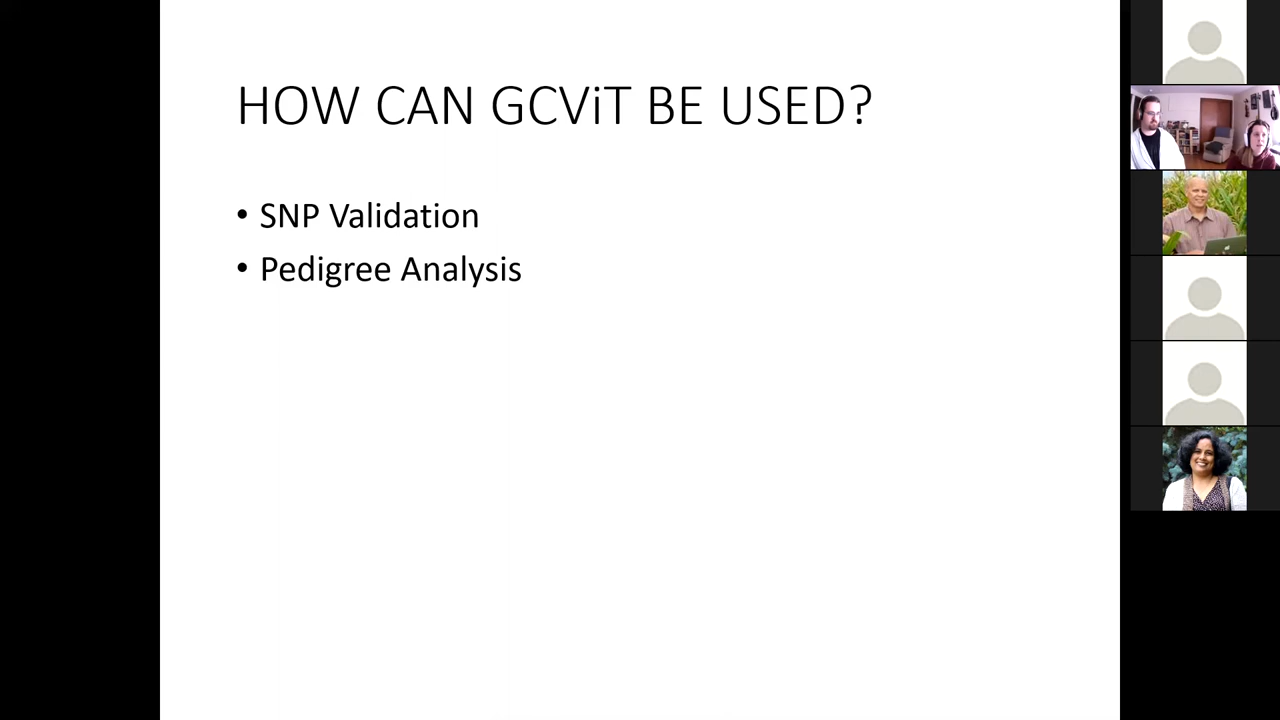 HOW CAN GCViT BE USED?
• SNP Validation
• Pedigree Analysis